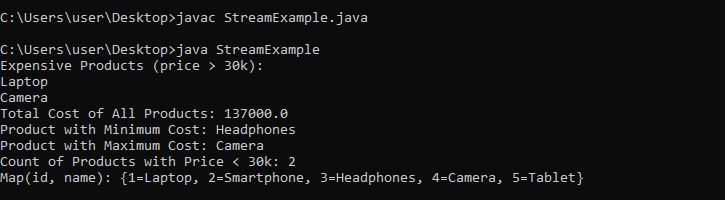 C:\Users\user\Desktop>javac StreamExample.java
C:\Users\user\Desktop>java StreamExample
Expensive Products (price > 30k):
Laptop
Camera
Total Cost of All Products: 137000.0
Product with Minimum Cost: Headphones
Product with Maximum Cost: Camera
Count of Products with Price < 30k: 2
Map(id, name): {1=Laptop, 2=Smartphone, 3=Headphones, 4=Camera, 5=Tablet}